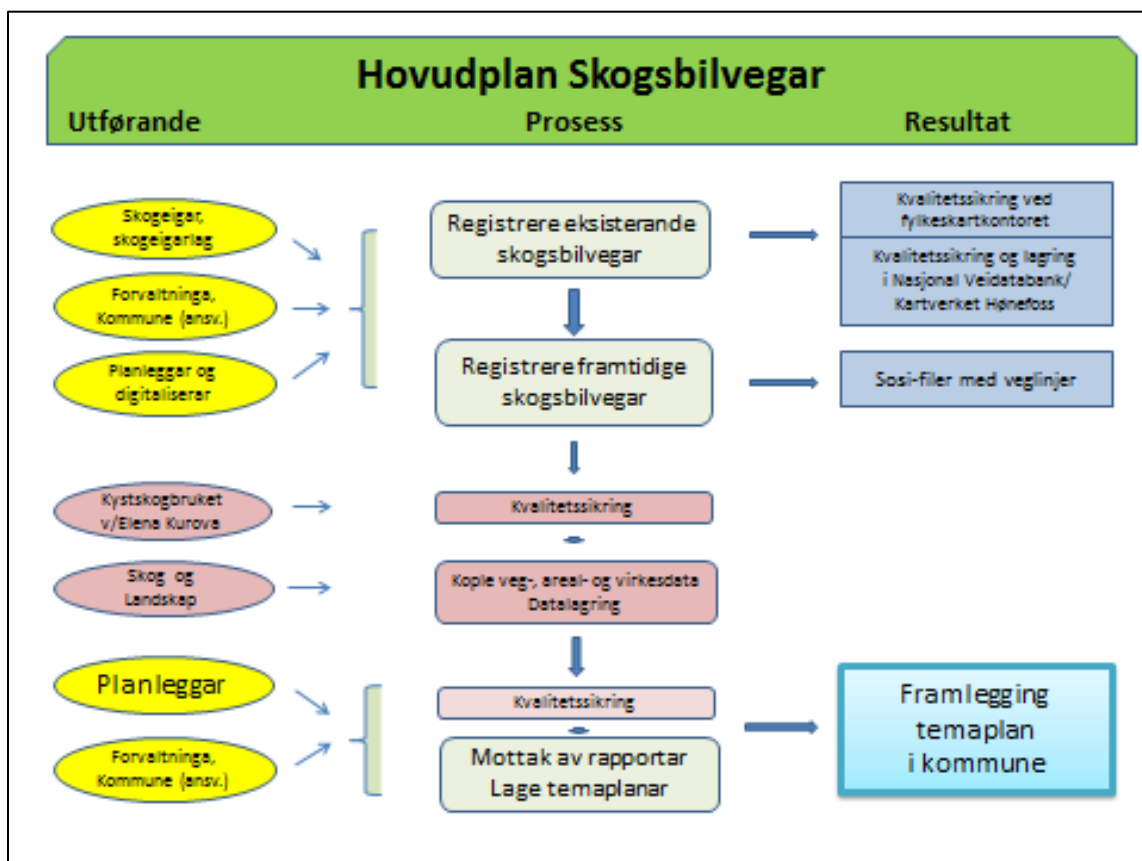 Hovudplan Skogsbilvegar
Utførande
Prosess
Resultat
Skogeigar,
skogeigarlag
Forvaltninga,
Kommune (ansv.)
Planleggar og
digitaliserar
Registrere eksisterande
skogsbilvegar
Kvalitetssikring ved
fylkeskartkontoret
Kvalitetssikring og lagring
i Nasjonal Veidatabank/
Kartverket Hønefoss
Registrere framtidige
skogsbilvegar
Sosi-filer med veglinjer
Kystskogbruket
v/Elena Kurova
Kvalitetssikring
Skog og
Landskap
Kople veg-, areal- og virkesdata
Datalagring
Planleggar
Forvaltninga,
Kommune (ansv.)
Kvalitetssikring
Mottak av rapportar
Lage temaplanar
Framlegging
temaplan
i kommune